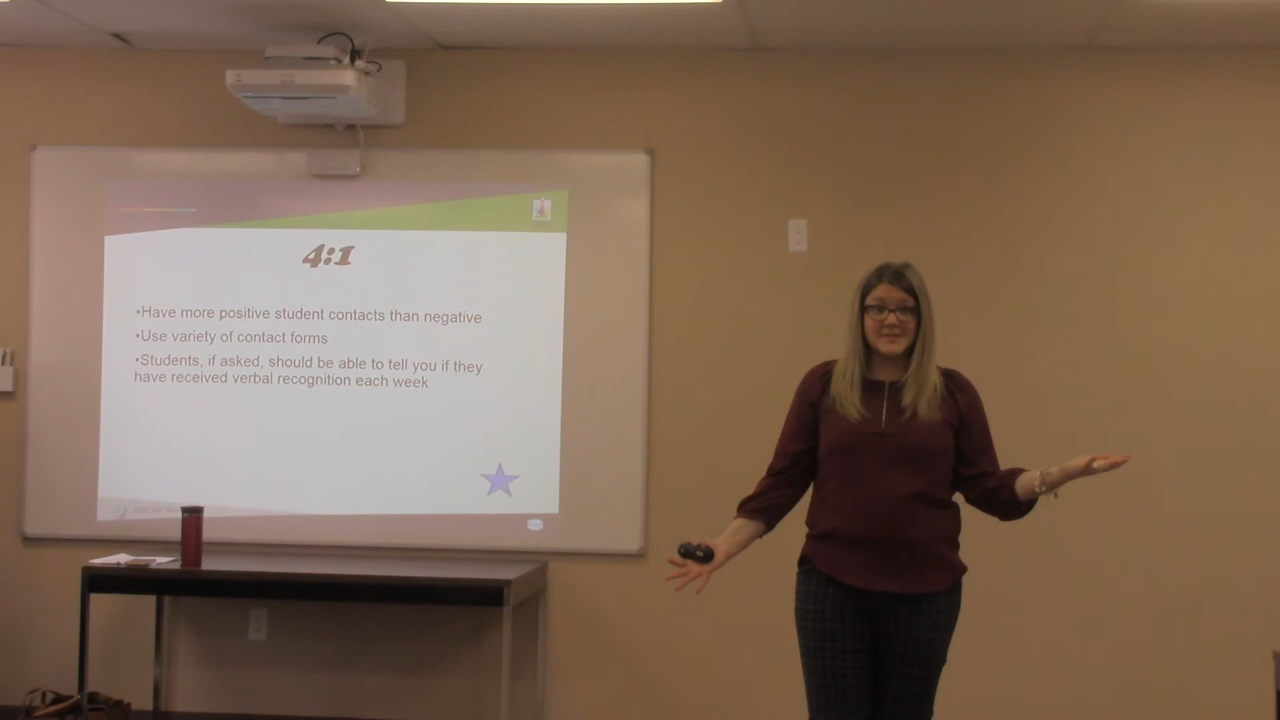 4:1
•Have more positive student contacts than negative
•Use variety of contact forms
•Students, if asked, should be able to tell you if they
have received verbal recognition each week